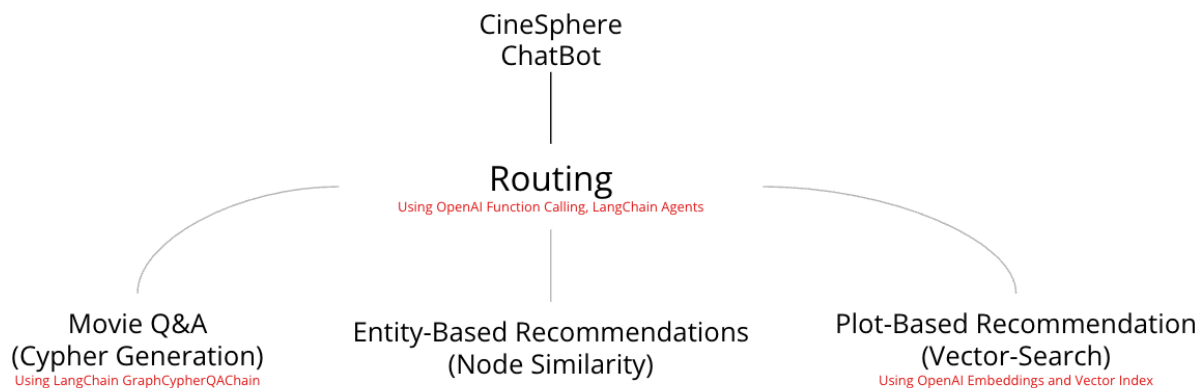 CineSphere
ChatBot
Routing
Using OpenAI Function Calling, LangChain Agents
Movie Q&A
(Cypher Generation)
Using LangChain GraphCypherQAChain
Entity-Based Recommendations
(Node Similarity)
Plot-Based Recommendation
(Vector-Search)
Using OpenAI Embeddings and Vector Index